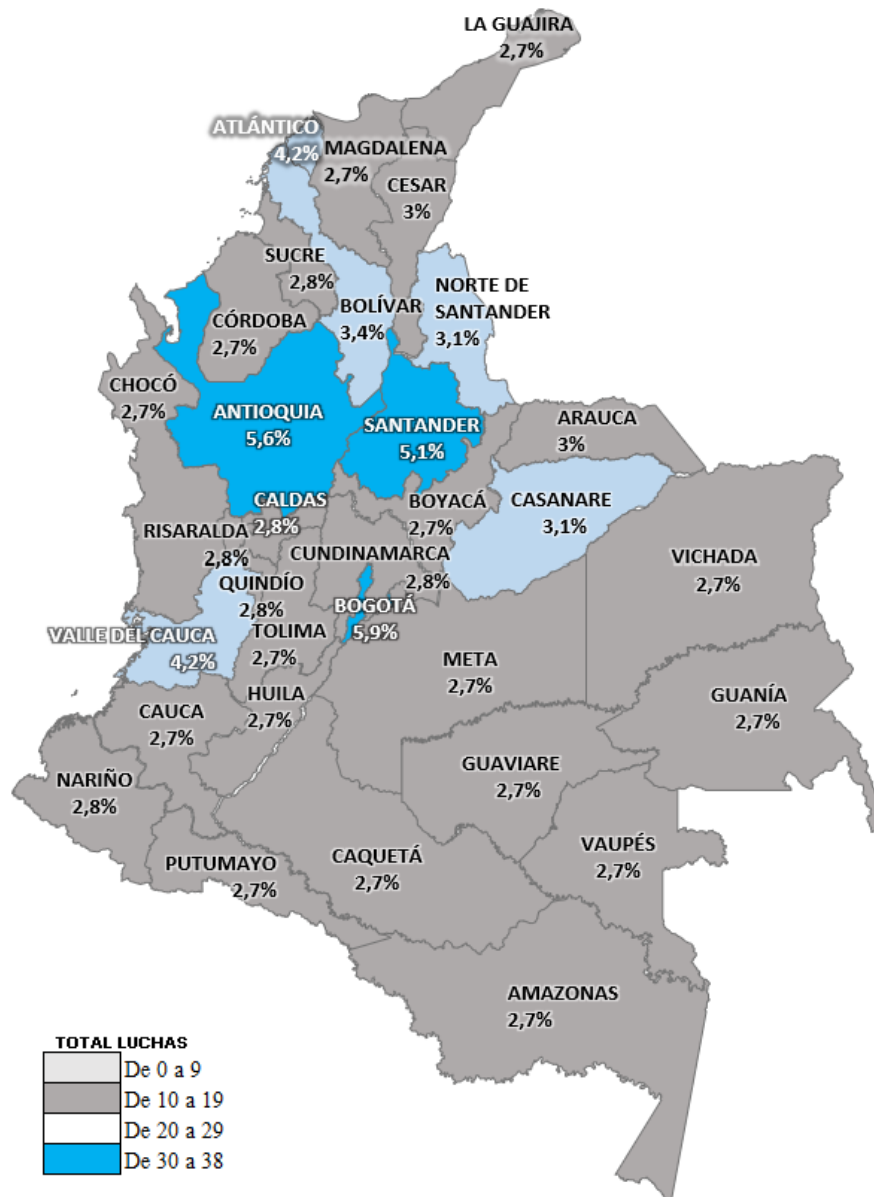 LA GUAJIRA
2,7%
ATLÁNTICO
4,2%
MAGDALENA
2,7%
CESAR
3%
SUCRE
2,8%
BOLÍVAR
3,4%
NORTE DE
SANTANDER
3,1%
CÓRDOBA
2,7%
CHOCÓ
2,7%
ANTIOQUIA
5,6%
SANTANDER
5,1%
ARAUCA
3%
CALDAS
2,8%
BOYACÁ
2,7%
CASANARE
3,1%
RISARALDA
2,8%
CUNDINAMARCA
2,8%
VICHADA
2,7%
QUINDÍO
2,8%
BOGOTÁ
5,9%
VALLE DEL CAUCA
4,2%
TOLIMA
2,7%
META
2,7%
HUILA
2,7%
GUANÍA
2,7%
CAUCA
2,7%
GUAVIARE
2,7%
NARIÑO
2,8%
VAUPÉS
2,7%
PUTUMAYO
2,7%
CAQUETÁ
2,7%
AMAZONAS
2,7%
TOTAL LUCHAS
De 0 a 9
De 10 a 19
De 20 a 29
De 30 a 38